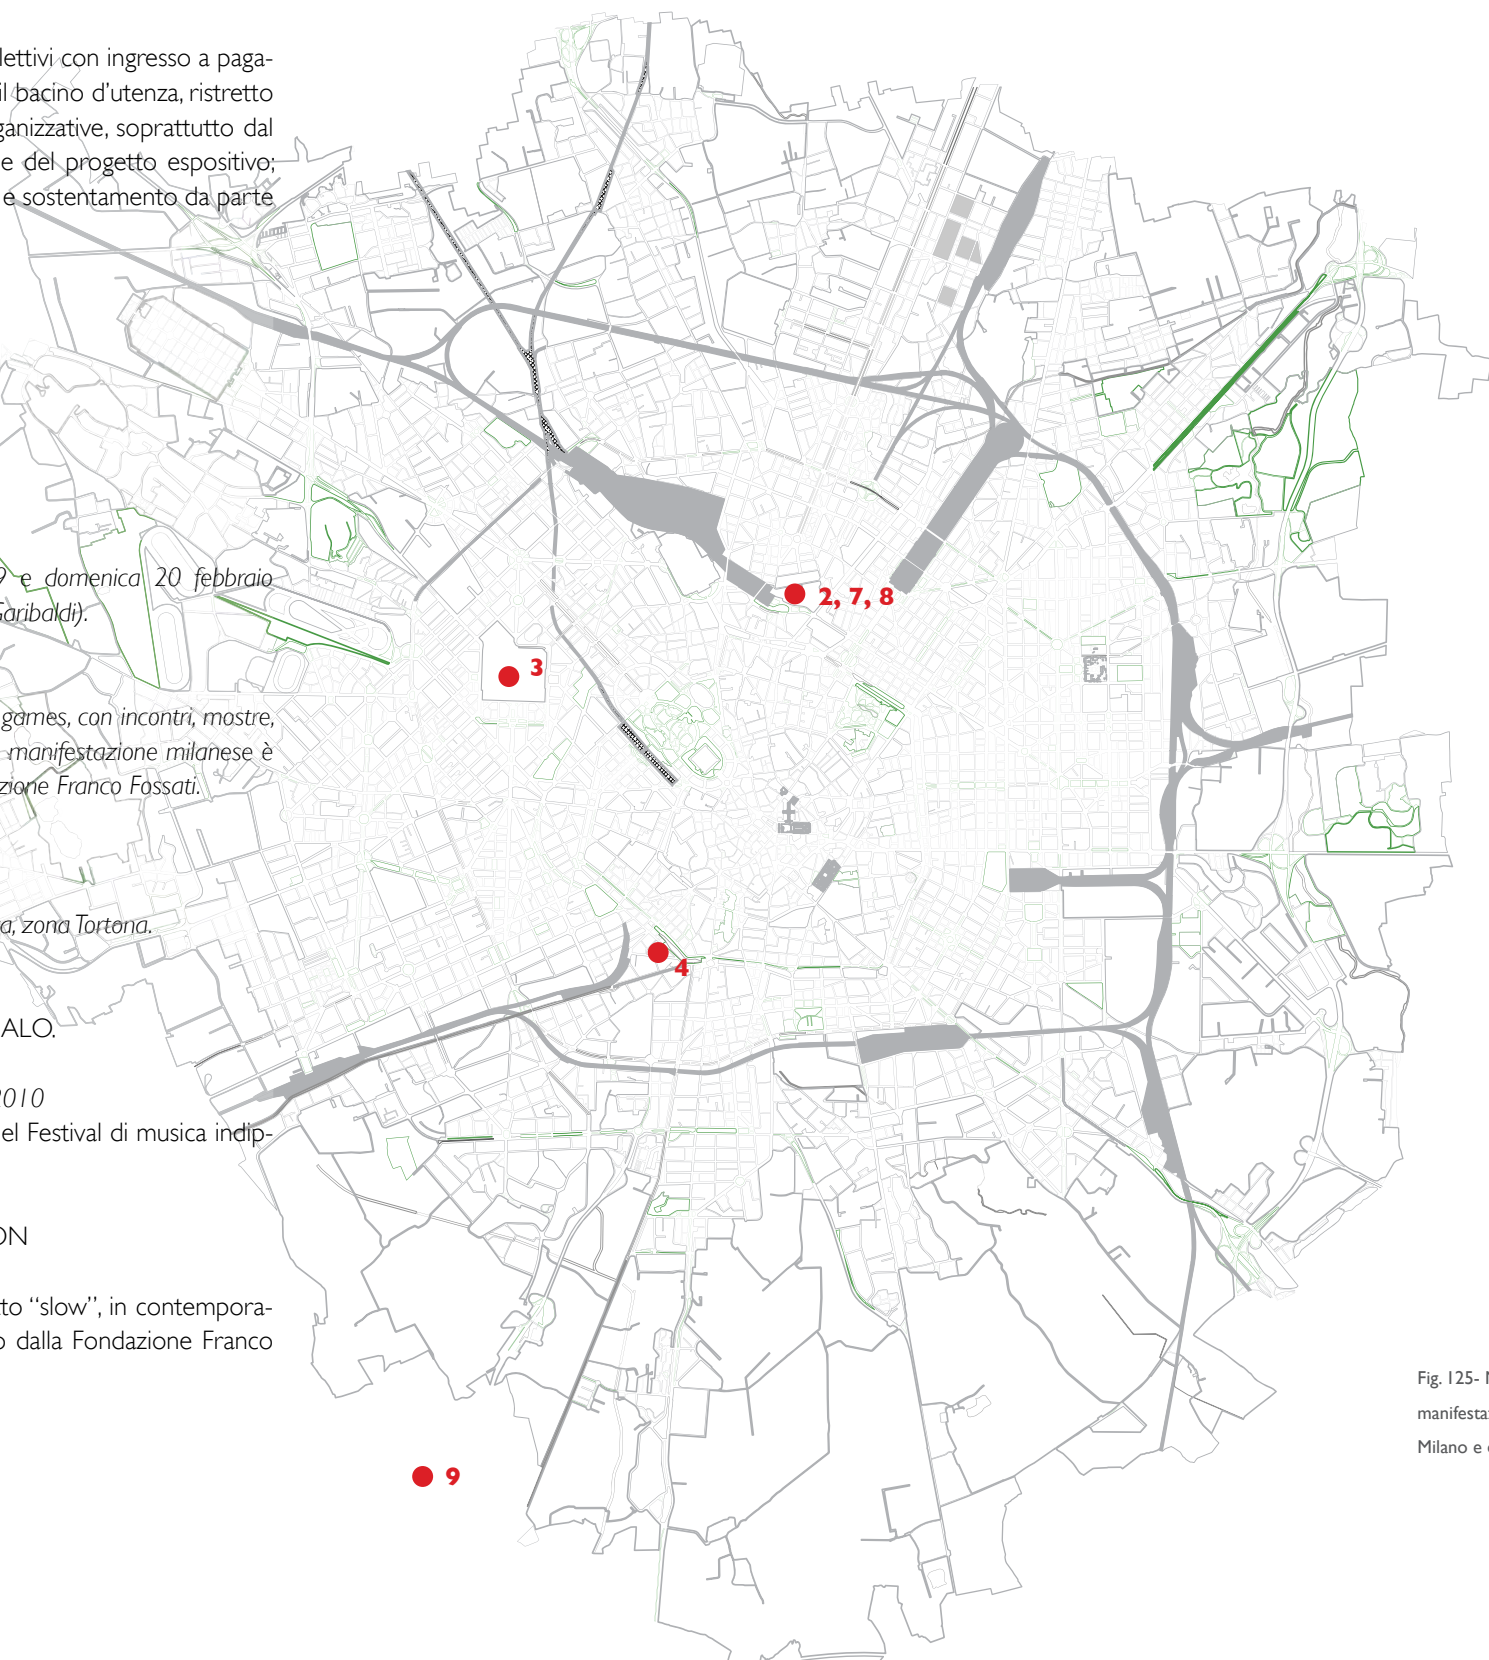 lettivi con ingresso a paga-
il bacino d’utenza, ristretto
ganizzative, soprattutto dal
e del progetto espositivo;
e sostentamento da parte
9 e domenica 20 febbraio
Garibaldi).
games, con incontri, mostre,
manifestazione milanese è
zione Franco Fossati.
a, zona Tortona.
ALO.
2010
el Festival di musica indip-
ON
to “slow”, in contempora-
o dalla Fondazione Franco
2, 7, 8
3
4
9
Fig. 125- M
manifesta
Milano e